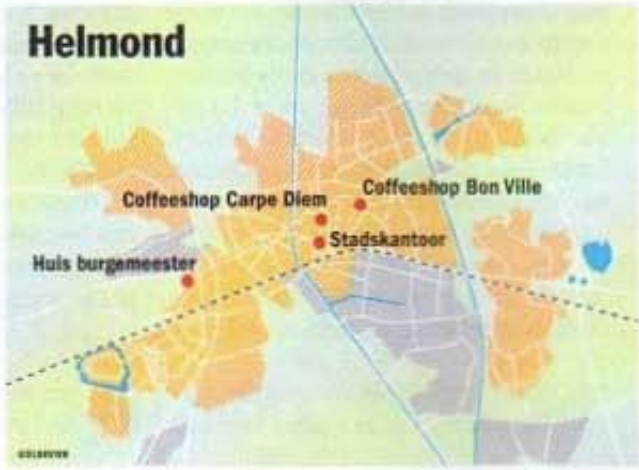 Helmond
Coffeeshop Bon Ville
Coffeeshop Carpe Diem
Stadskantoor
Huis burgemeester